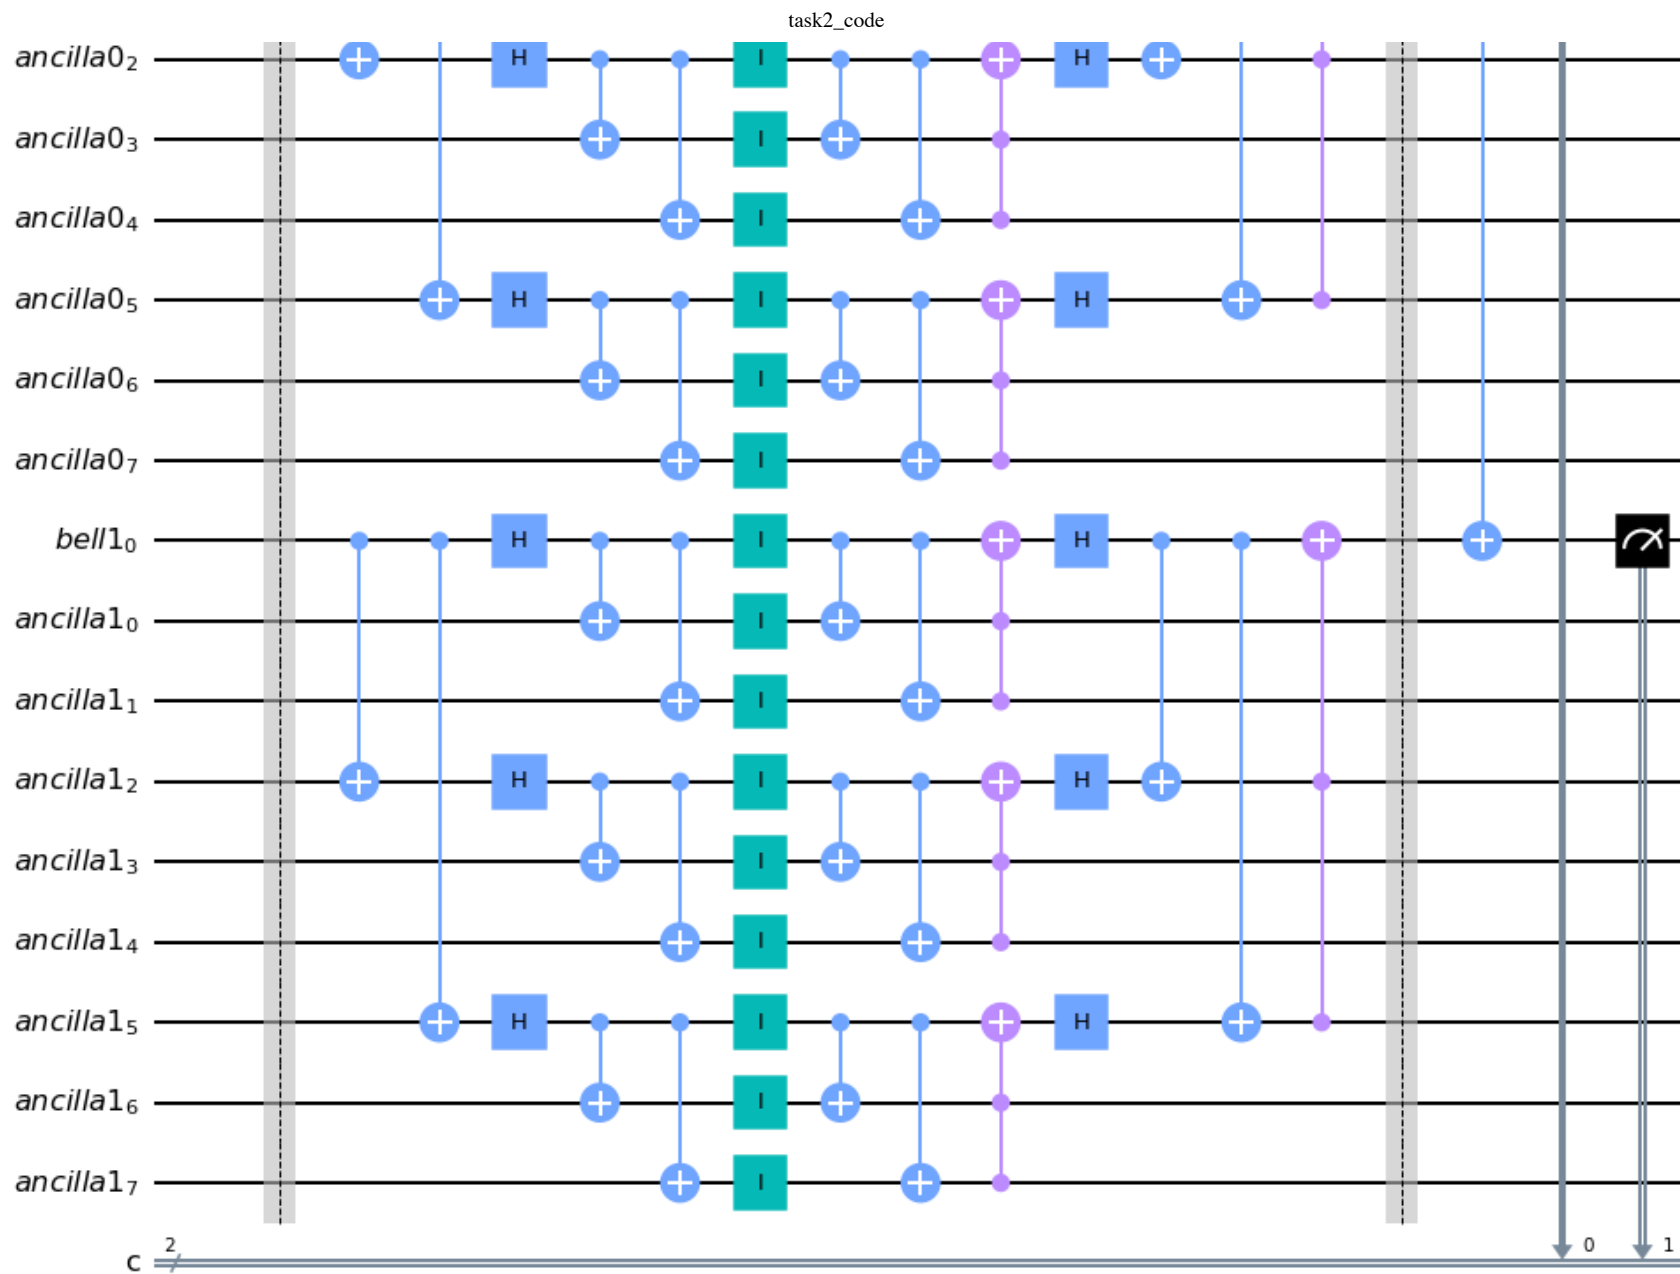 task2_code
ancilla0₂ H I H
ancilla0₃ I
ancilla0₄ I
ancilla0₅ H I H
ancilla0₆ I
ancilla0₇ I
bell1₀ H I H
ancilla1₀ I
ancilla1₁ I
ancilla1₂ H I H
ancilla1₃ I
ancilla1₄ I
ancilla1₅ H I H
ancilla1₆ I
ancilla1₇ I
c 2 0 1